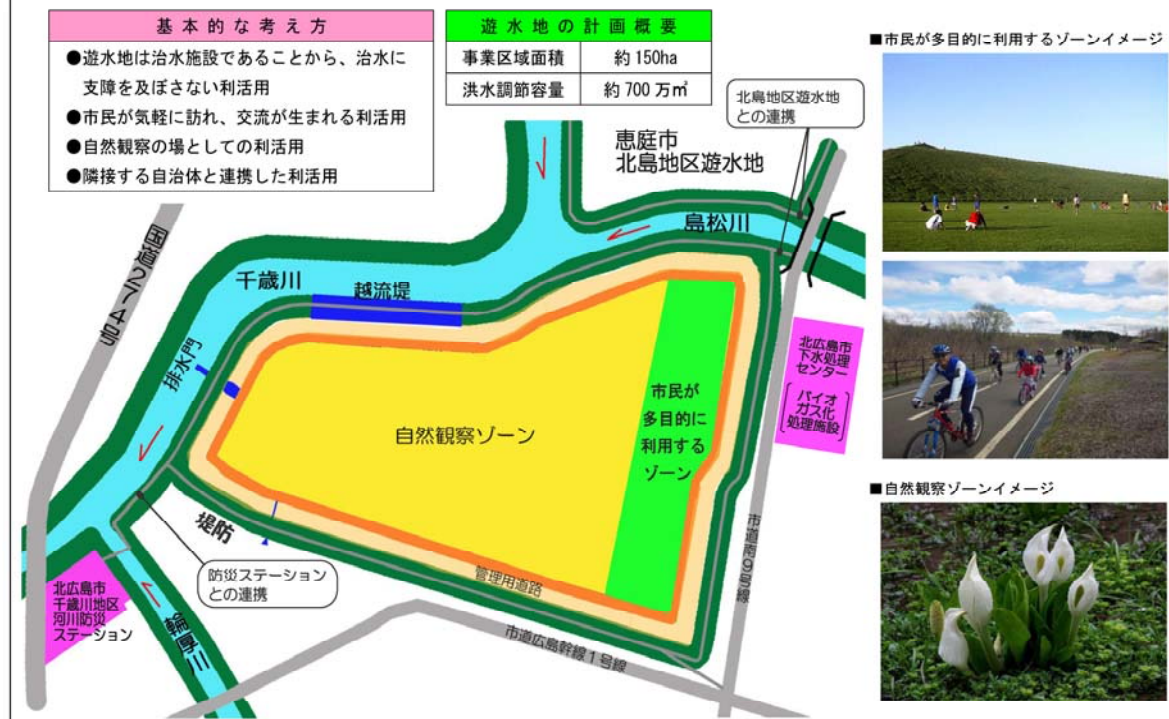 基本的な考え方
●遊水地は治水施設であることから、治水に
支障を及ぼさない利活用
●市民が気軽に訪れ、交流が生まれる利活用
●自然観察の場としての利活用
●隣接する自治体と連携した利活用
遊水地の計画概要
事業区域面積 約150ha
洪水調節容量 約700万㎥
■市民が多目的に利用するゾーンイメージ
北島地区遊水地
との連携
恵庭市
北島地区遊水地
島松川
千歳川
越流堤
国道274号
排水門
自然観察ゾーン
市民が
多目的に
利用する
ゾーン
北広島市
下水処理
センター
バイオ
ガス化
処理施設
■自然観察ゾーンイメージ
堤防
管理用道路
市道南9号線
防災ステーション
との連携
北広島市
千歳川地区
河川防災
ステーション
輪厚川
市道広島幹線1号線